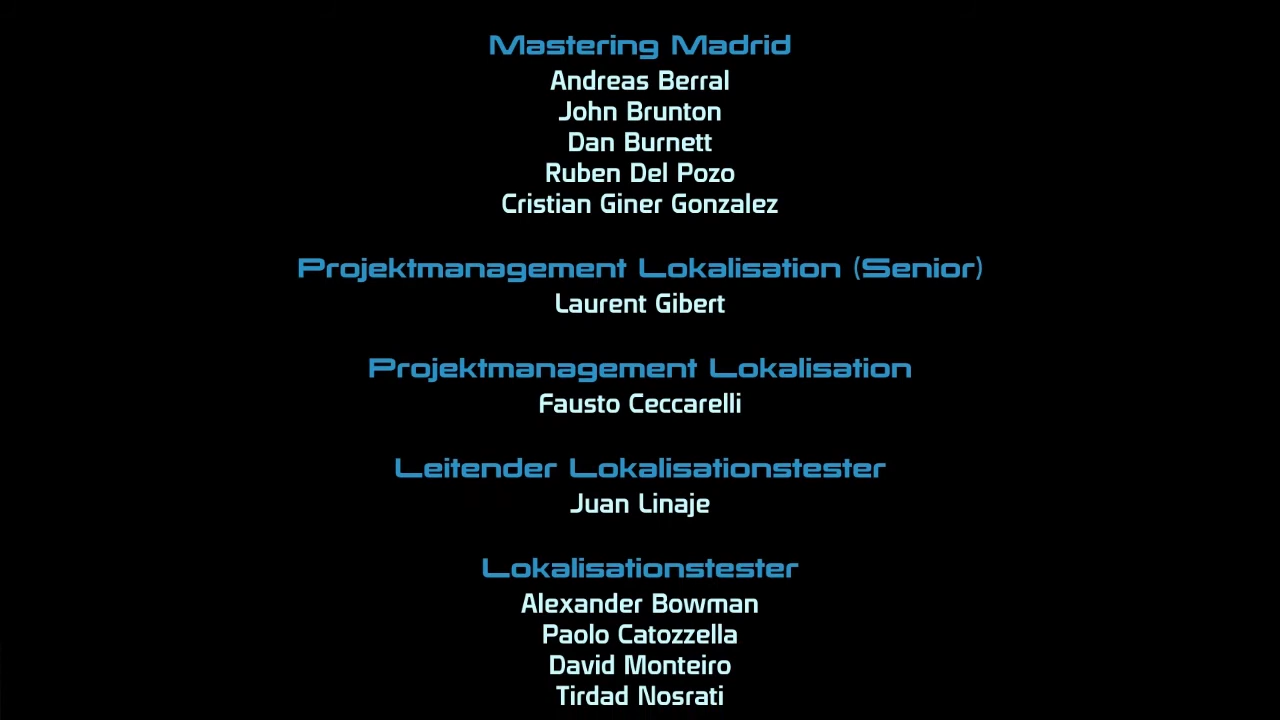 Mastering Madrid
Andreas Berral
John Brunton
Dan Burnett
Ruben Del Pozo
Cristian Giner Gonzalez
Projektmanagement Lokalisation (Senior)
Laurent Gibert
Projektmanagement Lokalisation
Fausto Ceccarelli
Leitender Lokalisationstester
Juan Linaje
Lokalisationstester
Alexander Bowman
Paolo Catozzella
David Monteiro
Tirdad Nosrati